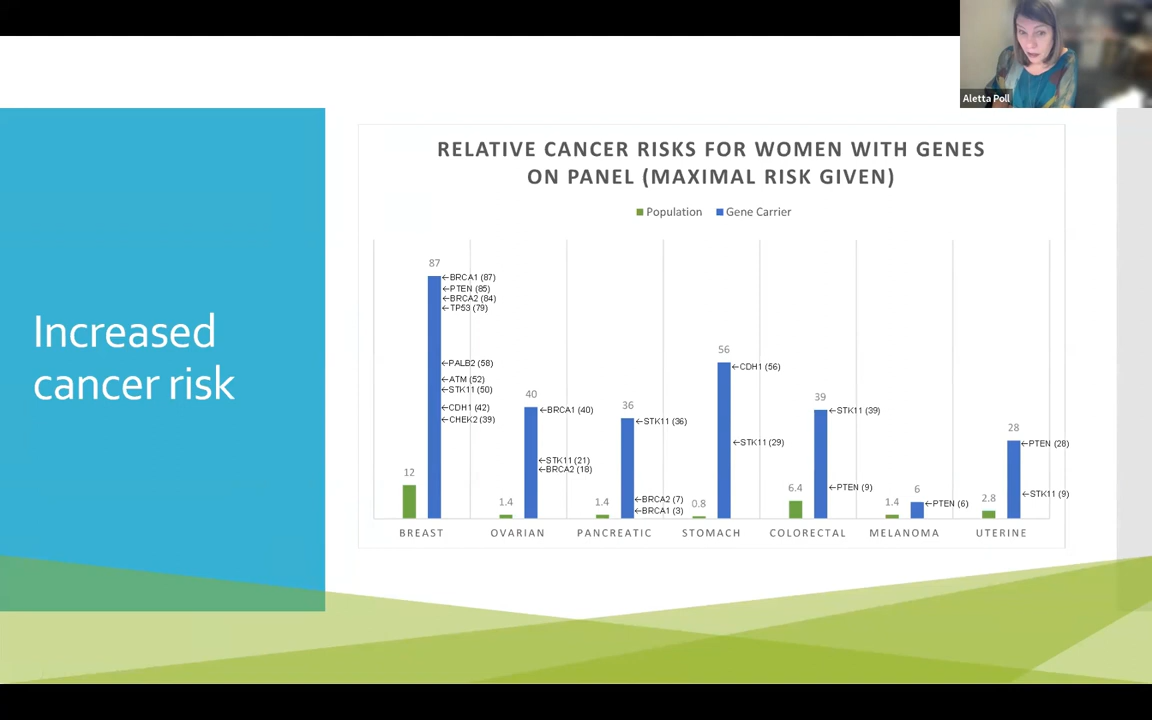 Aletta Poll
Increased
cancer risk
RELATIVE CANCER RISKS FOR WOMEN WITH GENES
ON PANEL (MAXIMAL RISK GIVEN)
Population Gene Carrier
87
←BRCA1 (87)
←PTEN (85)
←BRCA2 (84)
←TP53 (79)
←PALB2 (58)
←ATM (52)
←STK11 (50)
←CDH1 (42)
←CHEK2 (39)
12
40
←BRCA1 (40)
←STK11 (21)
←BRCA2 (18)
1.4
36
←STK11 (36)
←BRCA2 (7)
←BRCA1 (3)
1.4
56
←CDH1 (56)
←STK11 (29)
0.8
39
←STK11 (39)
←PTEN (9)
6.4
6
←PTEN (6)
1.4
28
←PTEN (28)
←STK11 (9)
2.8
BREAST OVARIAN PANCREATIC STOMACH COLORECTAL MELANOMA UTERINE